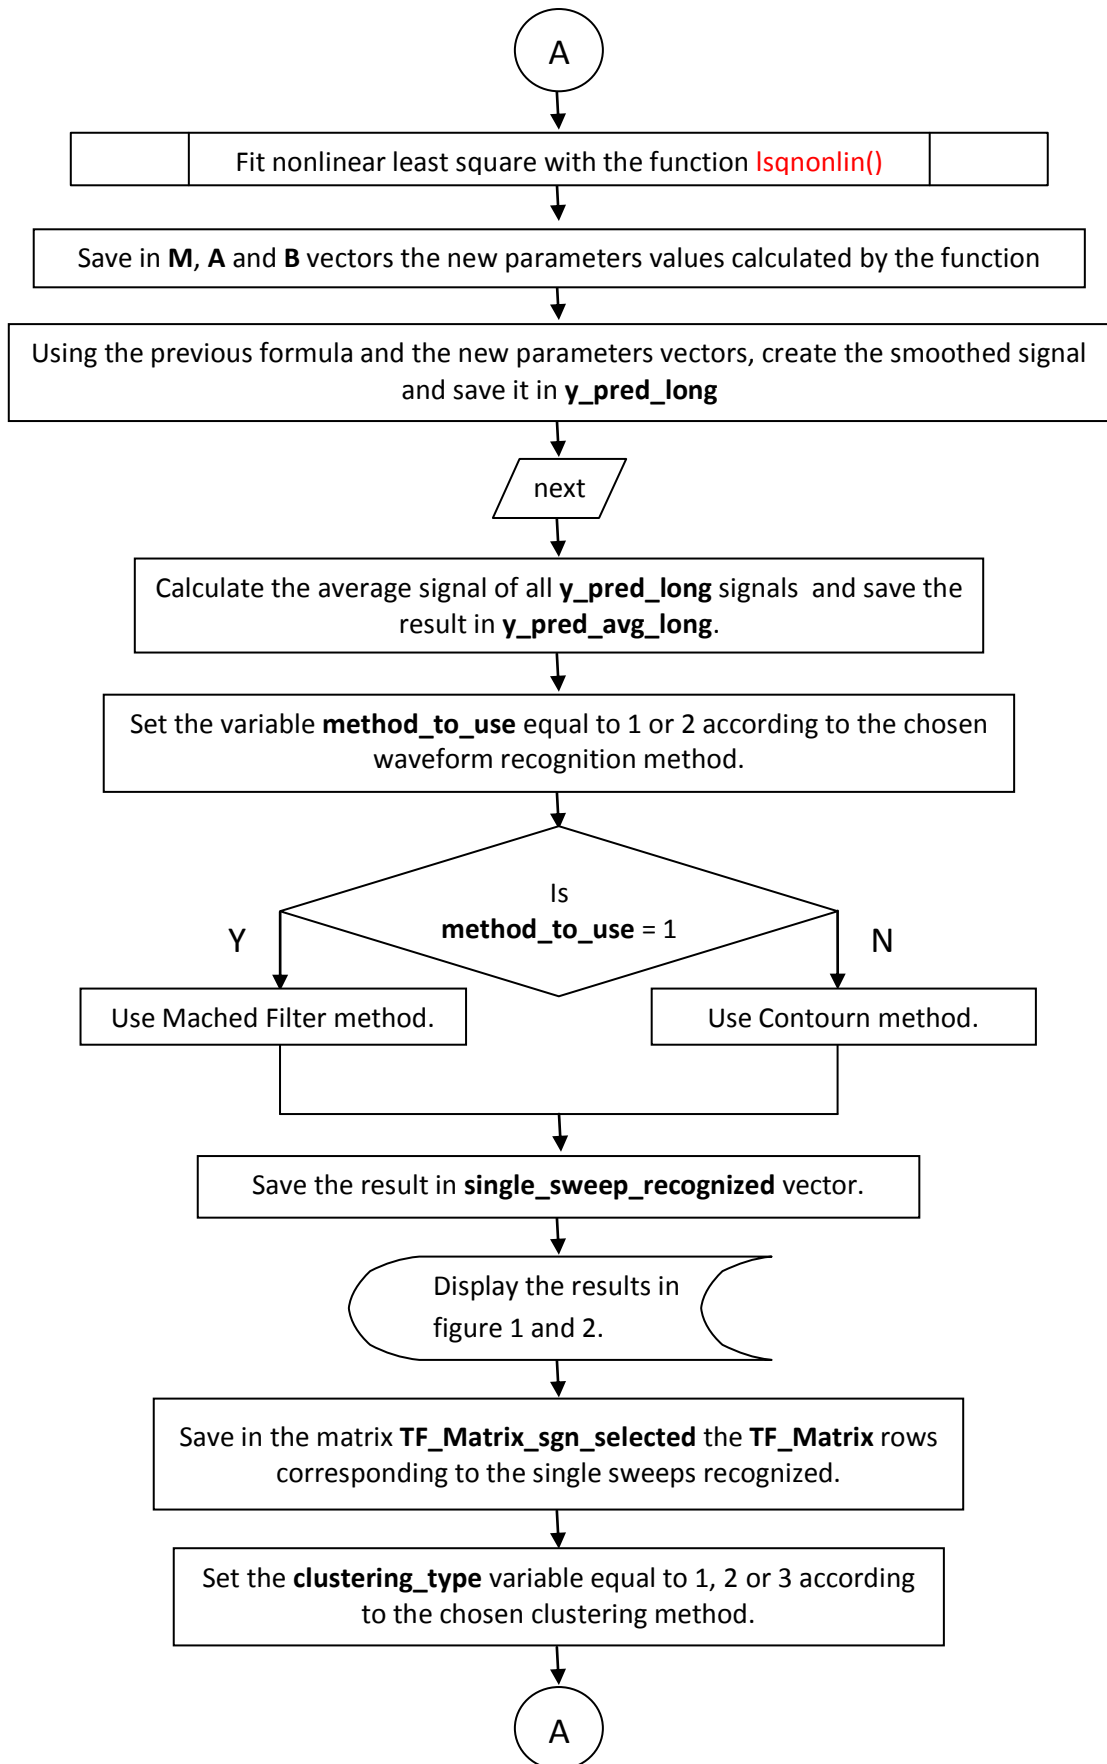 A
Fit nonlinear least square with the function lsqnonlin()
Save in M, A and B vectors the new parameters values calculated by the function
Using the previous formula and the new parameters vectors, create the smoothed signal
and save it in y_pred_long
next
Calculate the average signal of all y_pred_long signals and save the
result in y_pred_avg_long.
Set the variable method_to_use equal to 1 or 2 according to the chosen
waveform recognition method.
Is
method_to_use = 1
Y
N
Use Mached Filter method.
Use Contourn method.
Save the result in single_sweep_recognized vector.
Display the results in
figure 1 and 2.
Save in the matrix TF_Matrix_sgn_selected the TF_Matrix rows
corresponding to the single sweeps recognized.
Set the clustering_type variable equal to 1, 2 or 3 according
to the chosen clustering method.
A